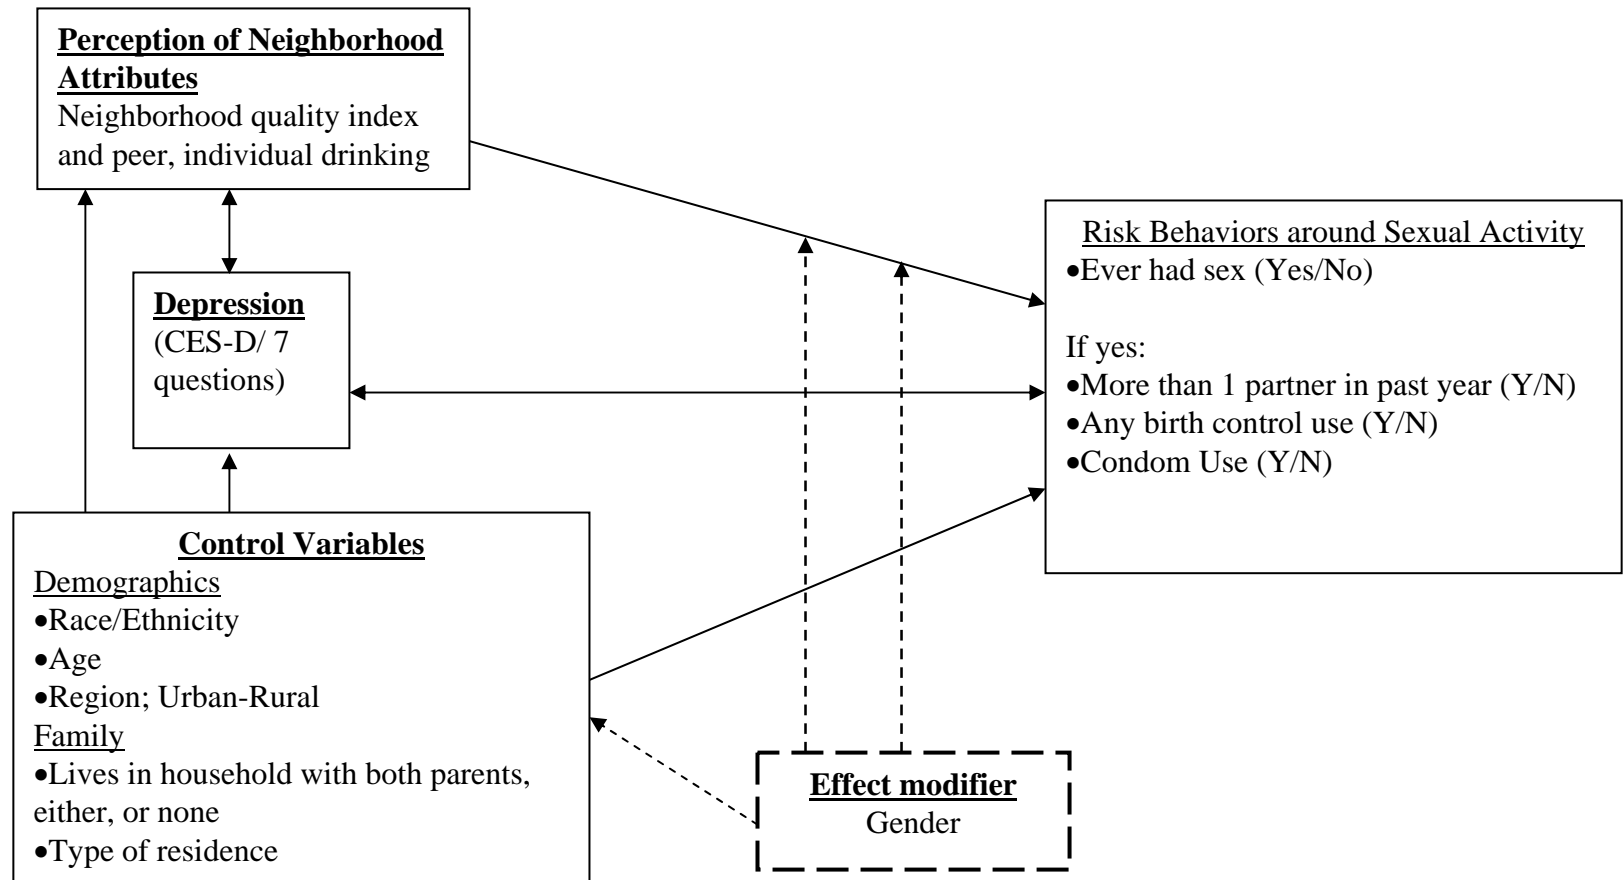 Perception of Neighborhood
Attributes
Neighborhood quality index
and peer, individual drinking
Depression
(CES-D/ 7
questions)
Risk Behaviors around Sexual Activity
•Ever had sex (Yes/No)
If yes:
•More than 1 partner in past year (Y/N)
•Any birth control use (Y/N)
•Condom Use (Y/N)
Control Variables
Demographics
•Race/Ethnicity
•Age
•Region; Urban-Rural
Family
•Lives in household with both parents,
either, or none
•Type of residence
Effect modifier
Gender